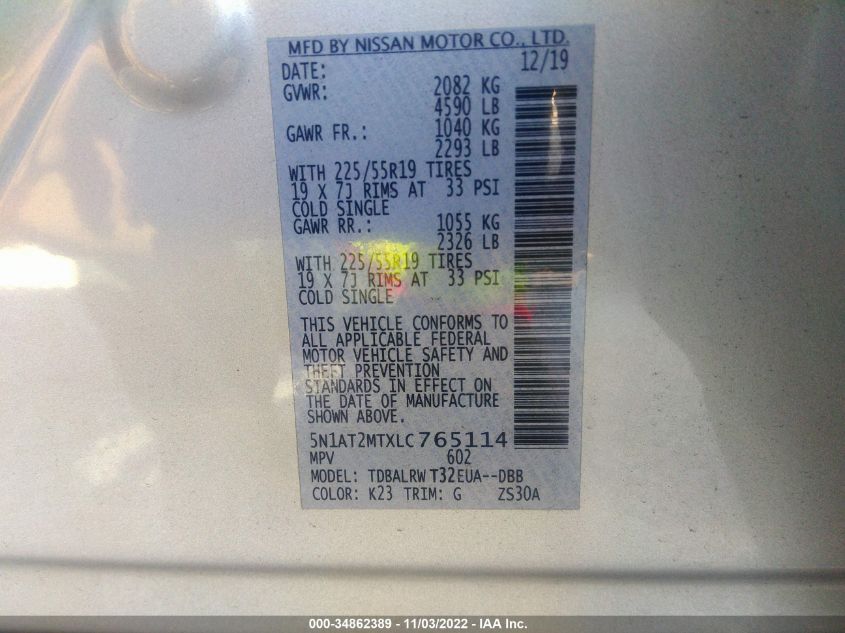 MFD BY NISSAN MOTOR CO., LTD.
DATE: 12/19
GVWR: 2082 KG
4590 LB
GAWR FR.: 1040 KG
2293 LB
WITH 225/55R19 TIRES
19 X 7J RIMS AT 33 PSI
COLD SINGLE
GAWR RR.: 1055 KG
2326 LB
WITH 225/55R19 TIRES
19 X 7J RIMS AT 33 PSI
COLD SINGLE
THIS VEHICLE CONFORMS TO
ALL APPLICABLE FEDERAL
MOTOR VEHICLE SAFETY AND
THEFT PREVENTION
STANDARDS IN EFFECT ON
THE DATE OF MANUFACTURE
SHOWN ABOVE.
5N1AT2MTXLC765114
MPV 602
MODEL: TDBALRWT32EUA--DBB
COLOR: K23 TRIM: G ZS30A
000-34862389 - 11/03/2022 - IAA Inc.